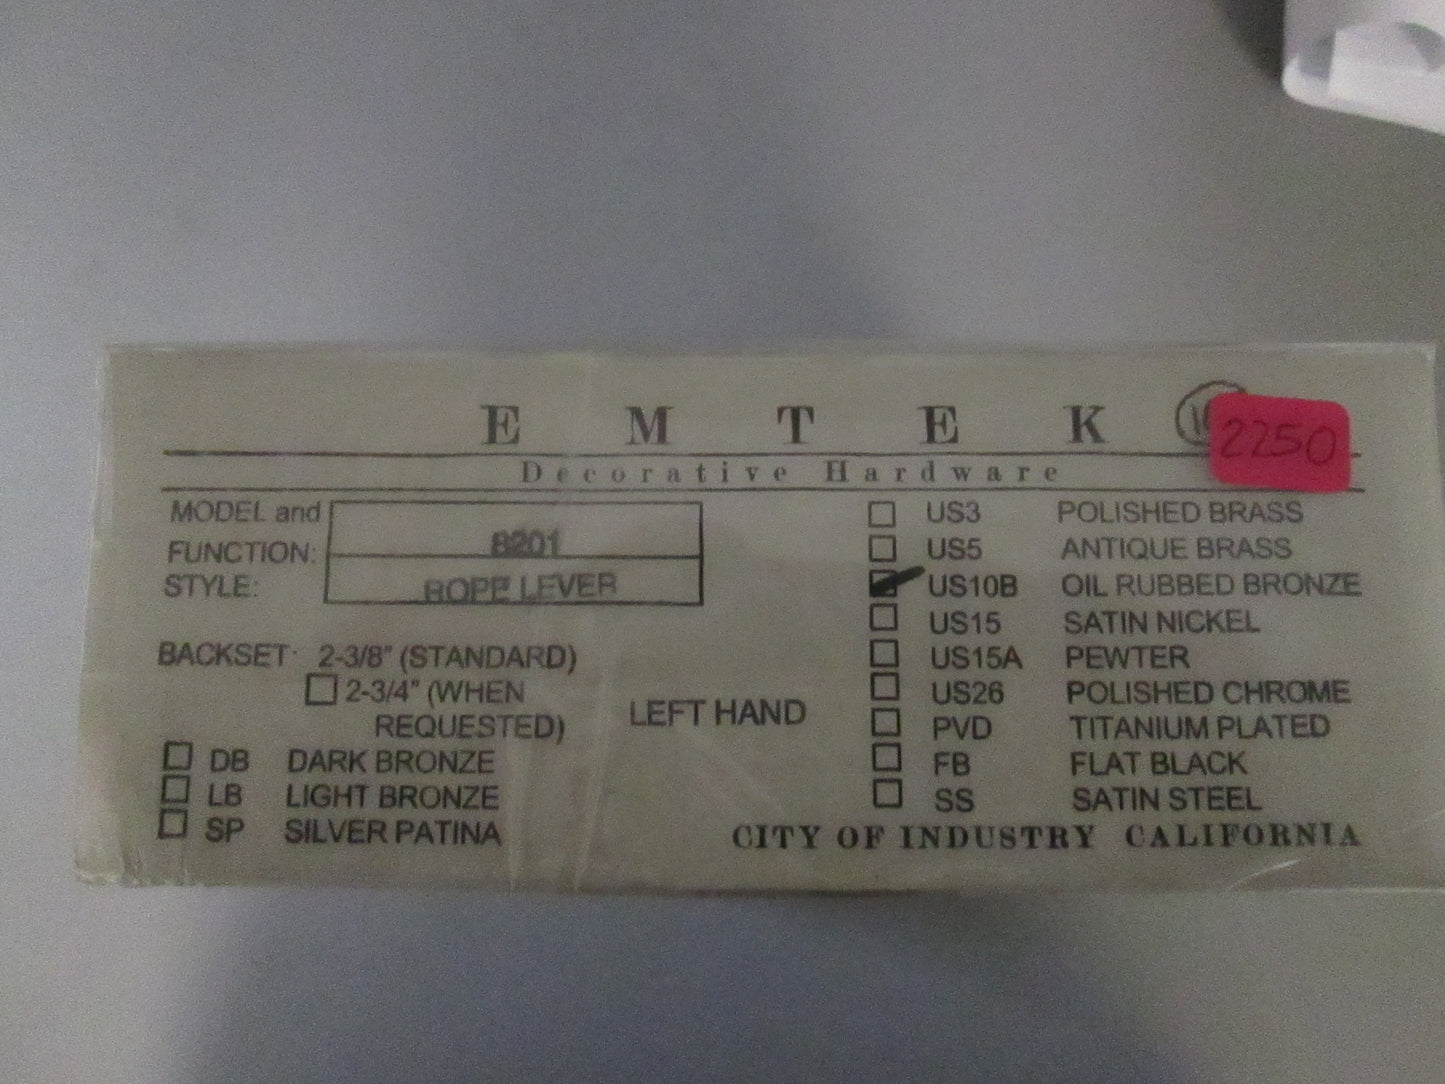 EMTEK
2250
Decorative Hardware
MODEL and
FUNCTION: 8201
STYLE: ROPE LEVER
BACKSET: 2-3/8" (STANDARD)
2-3/4" (WHEN
REQUESTED)
LEFT HAND
DB DARK BRONZE
LB LIGHT BRONZE
SP SILVER PATINA
US3 POLISHED BRASS
US5 ANTIQUE BRASS
US10B OIL RUBBED BRONZE
US15 SATIN NICKEL
US15A PEWTER
US26 POLISHED CHROME
PVD TITANIUM PLATED
FB FLAT BLACK
SS SATIN STEEL
CITY OF INDUSTRY CALIFORNIA